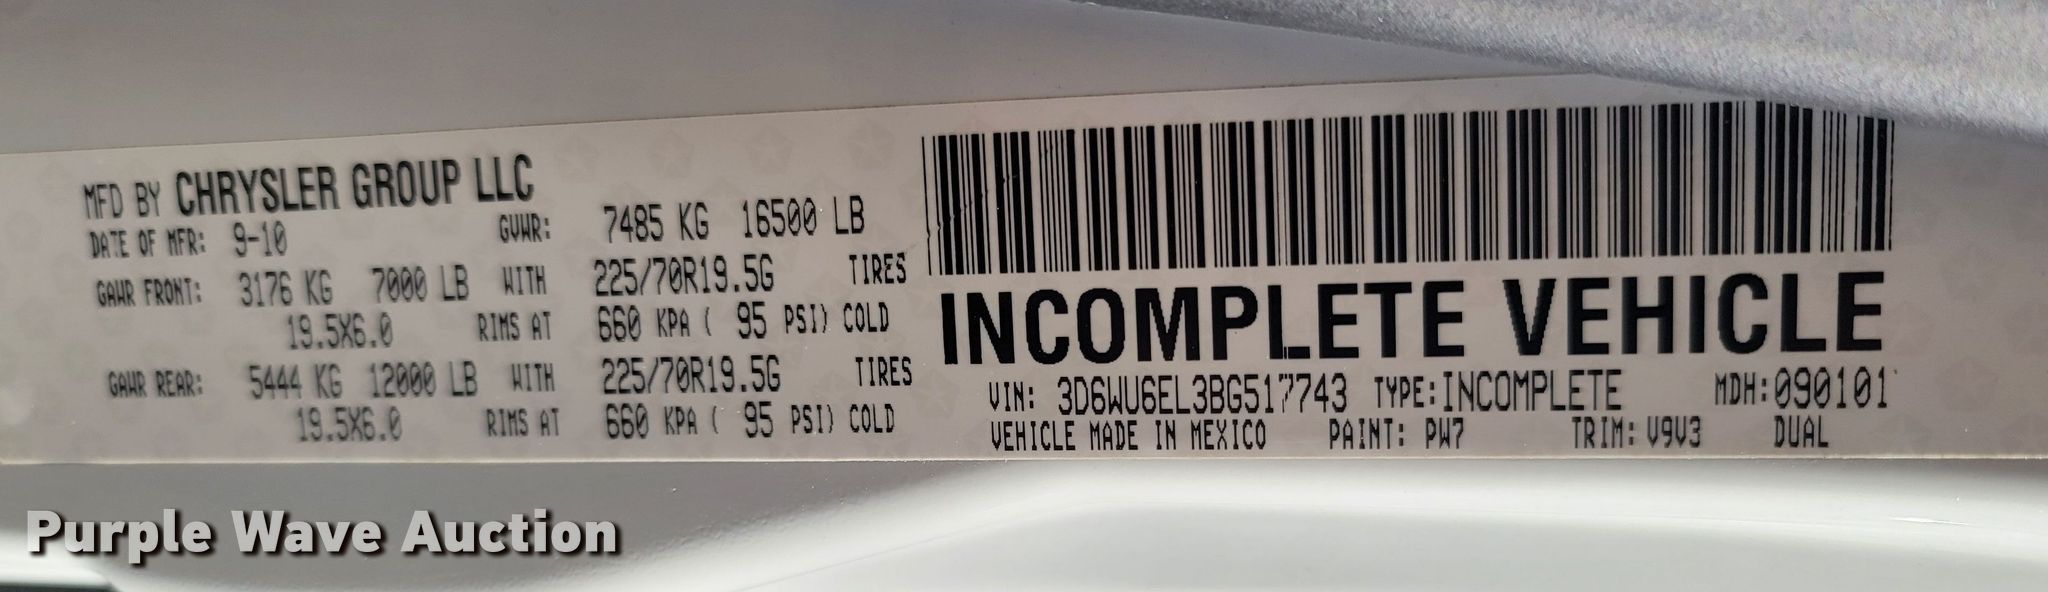 MFD BY CHRYSLER GROUP LLC
DATE OF MFR: 9-10 GVWR: 7485 KG 16500 LB
GAWR FRONT: 3176 KG 7000 LB WITH 225/70R19.5G TIRES
19.5X6.0 RIMS AT 660 KPA ( 95 PSI) COLD
GAWR REAR: 5444 KG 12000 LB WITH 225/70R19.5G TIRES
19.5X6.0 RIMS AT 660 KPA ( 95 PSI) COLD
INCOMPLETE VEHICLE
VIN: 3D6WU6EL3BG517743 TYPE: INCOMPLETE MDH: 090101
VEHICLE MADE IN MEXICO PAINT: PW7 TRIM: V9V3 DUAL
Purple Wave Auction